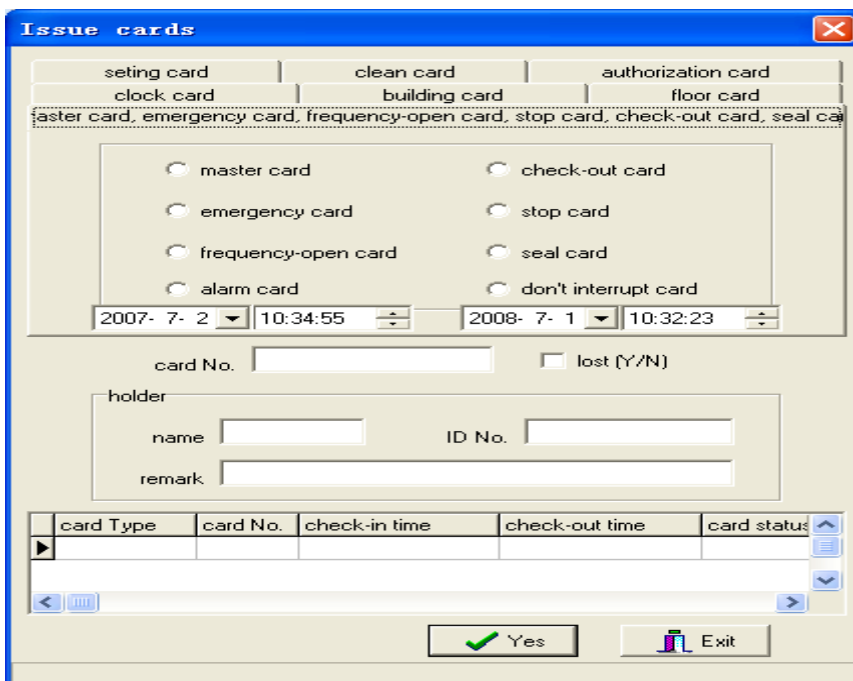 Issue cards
seting card clean card authorization card
clock card building card floor card
aster card, emergency card, frequency-open card, stop card, check-out card, seal ca
master card check-out card
emergency card stop card
frequency-open card seal card
alarm card don't interrupt card
2007- 7- 2 10:34:55 2008- 7- 1 10:32:23
card No. lost (Y/N)
holder
name ID No.
remark
card Type card No. check-in time check-out time card status
Yes Exit